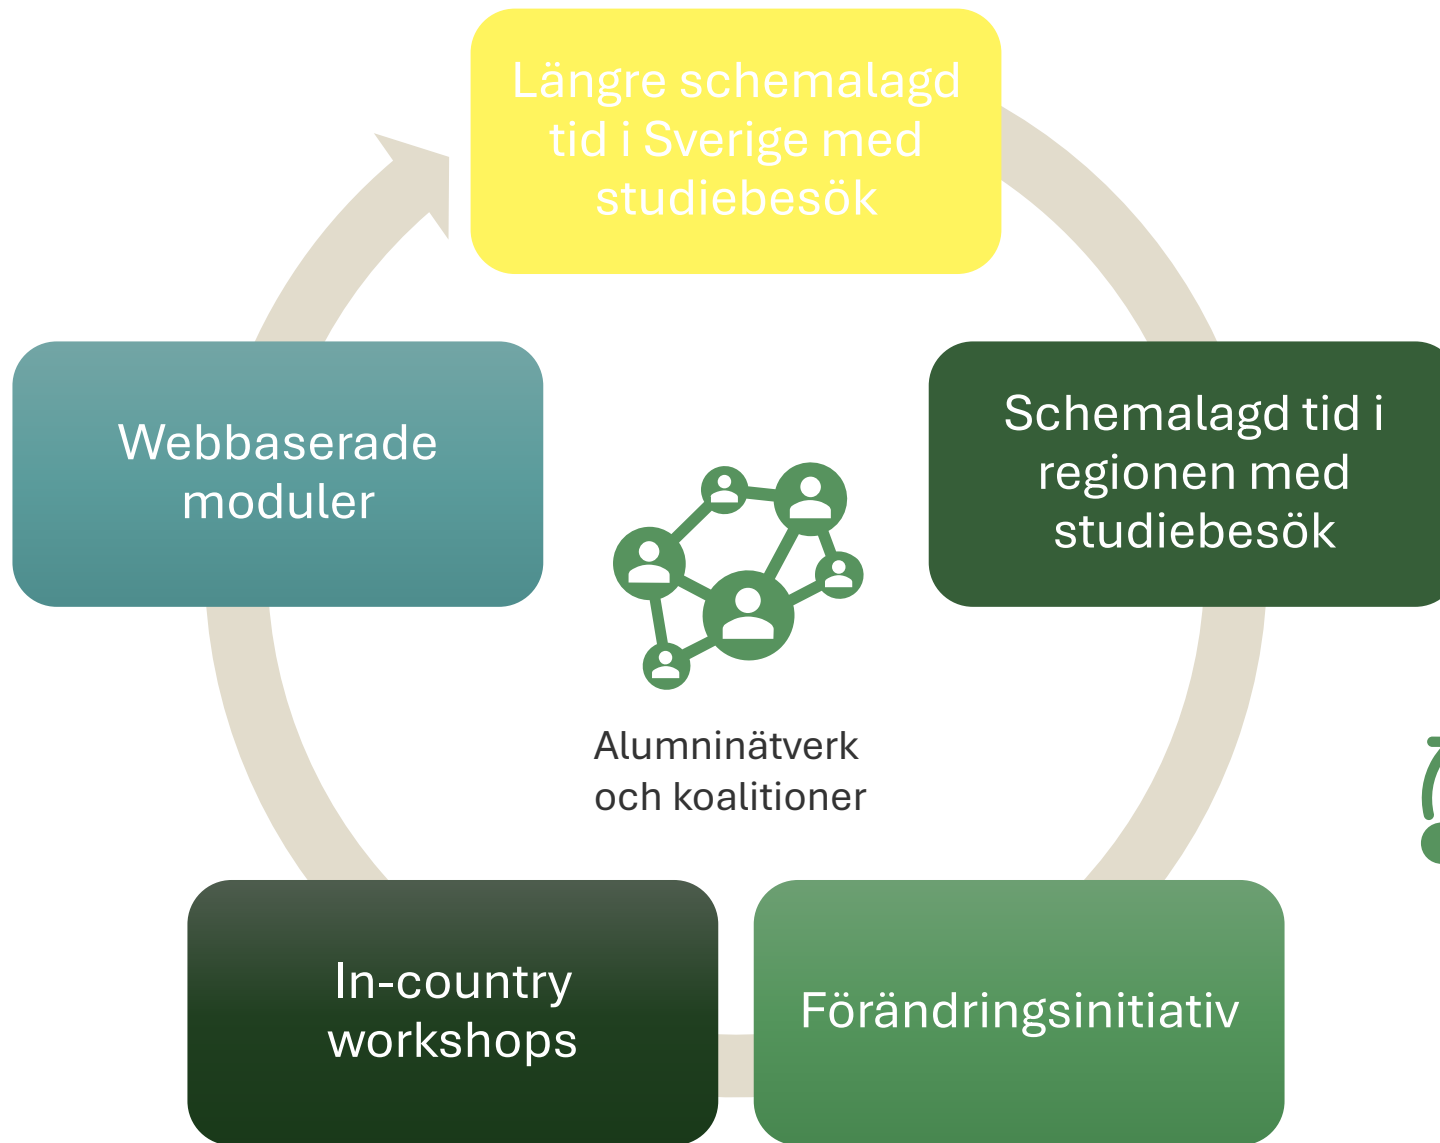 Längre schemalagd
tid i Sverige med
studiebesök
Webbaserade
moduler
Schemalagd tid i
regionen med
studiebesök
Alumninätverk
och koalitioner
In-country
workshops
Förändringsinitiativ